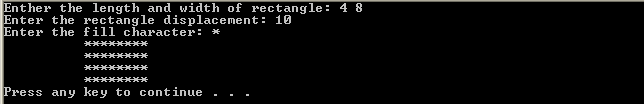 Enther the length and width of rectangle: 4 8
Enter the rectangle displacement: 10
Enter the fill character: *
          ********
          ********
          ********
          ********
Press any key to continue . . .